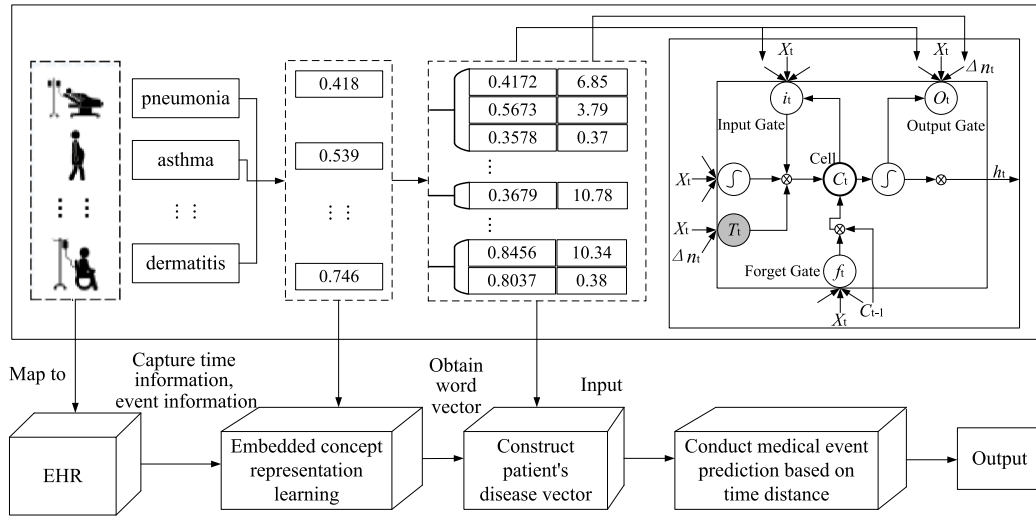 pneumonia
asthma
⋮ ⋮
dermatitis
0.418
0.539
⋮ ⋮
0.746
0.4172 6.85
0.5673 3.79
0.3578 0.37
⋮
0.3679 10.78
⋮
0.8456 10.34
0.8037 0.38
Xt Xt Δnt
it Ot
Input Gate Output Gate
Cell
Xt ∫ ⊗ Ct ∫ ⊗ ht
Xt Tt ⊗
Δnt
Forget Gate ft
Xt Ct-1
Map to
Capture time
information,
event information
Obtain
word
vector
Input
EHR
Embedded concept
representation
learning
Construct
patient's
disease vector
Conduct medical event
prediction based on
time distance
Output